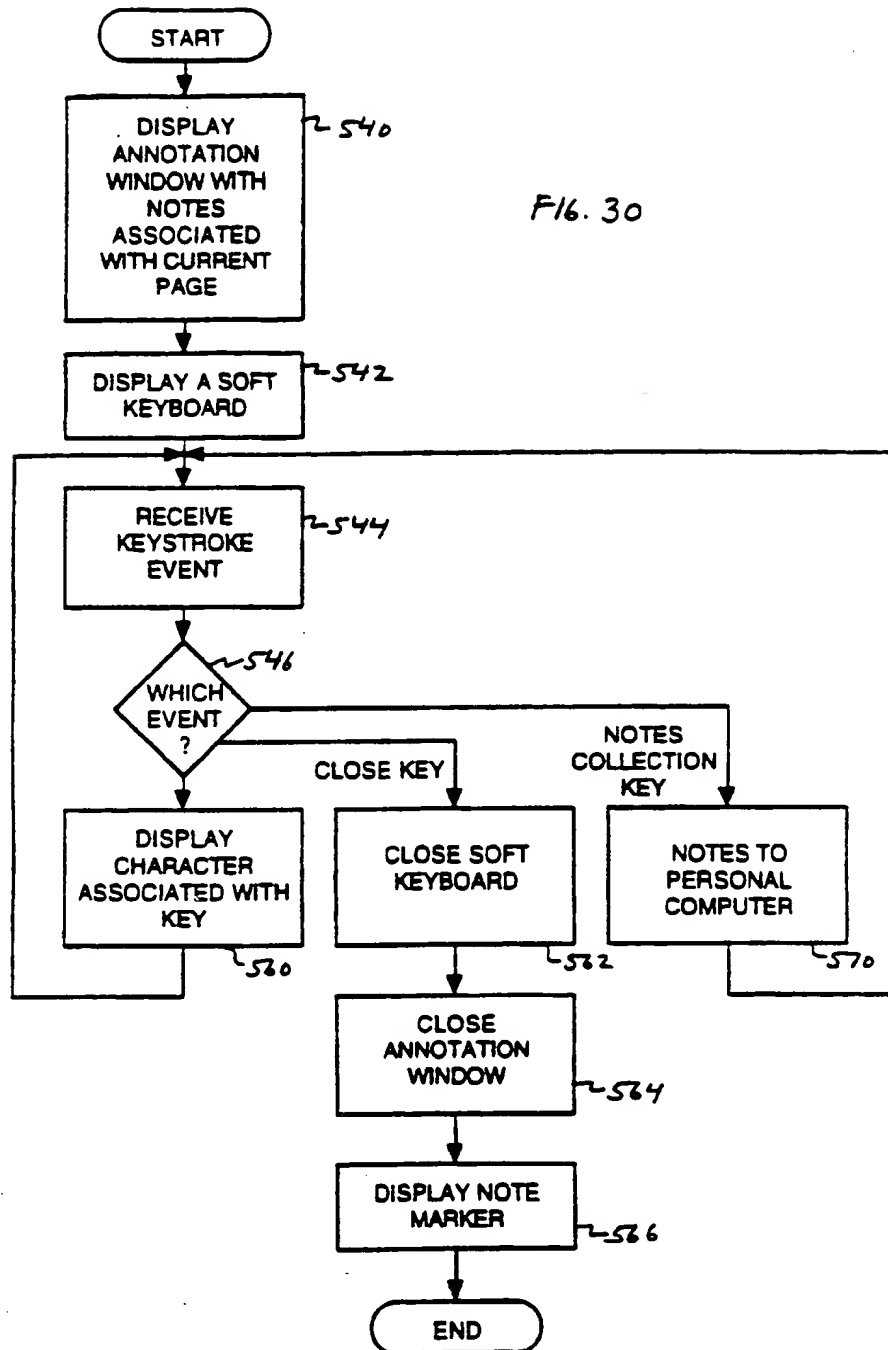 START
DISPLAY
ANNOTATION
WINDOW WITH
NOTES
ASSOCIATED
WITH CURRENT
PAGE
540
FIG. 30
DISPLAY A SOFT
KEYBOARD
542
RECEIVE
KEYSTROKE
EVENT
544
WHICH
EVENT
?
546
CLOSE KEY
NOTES
COLLECTION
KEY
DISPLAY
CHARACTER
ASSOCIATED WITH
KEY
560
CLOSE SOFT
KEYBOARD
562
NOTES TO
PERSONAL
COMPUTER
570
CLOSE
ANNOTATION
WINDOW
564
DISPLAY NOTE
MARKER
566
END